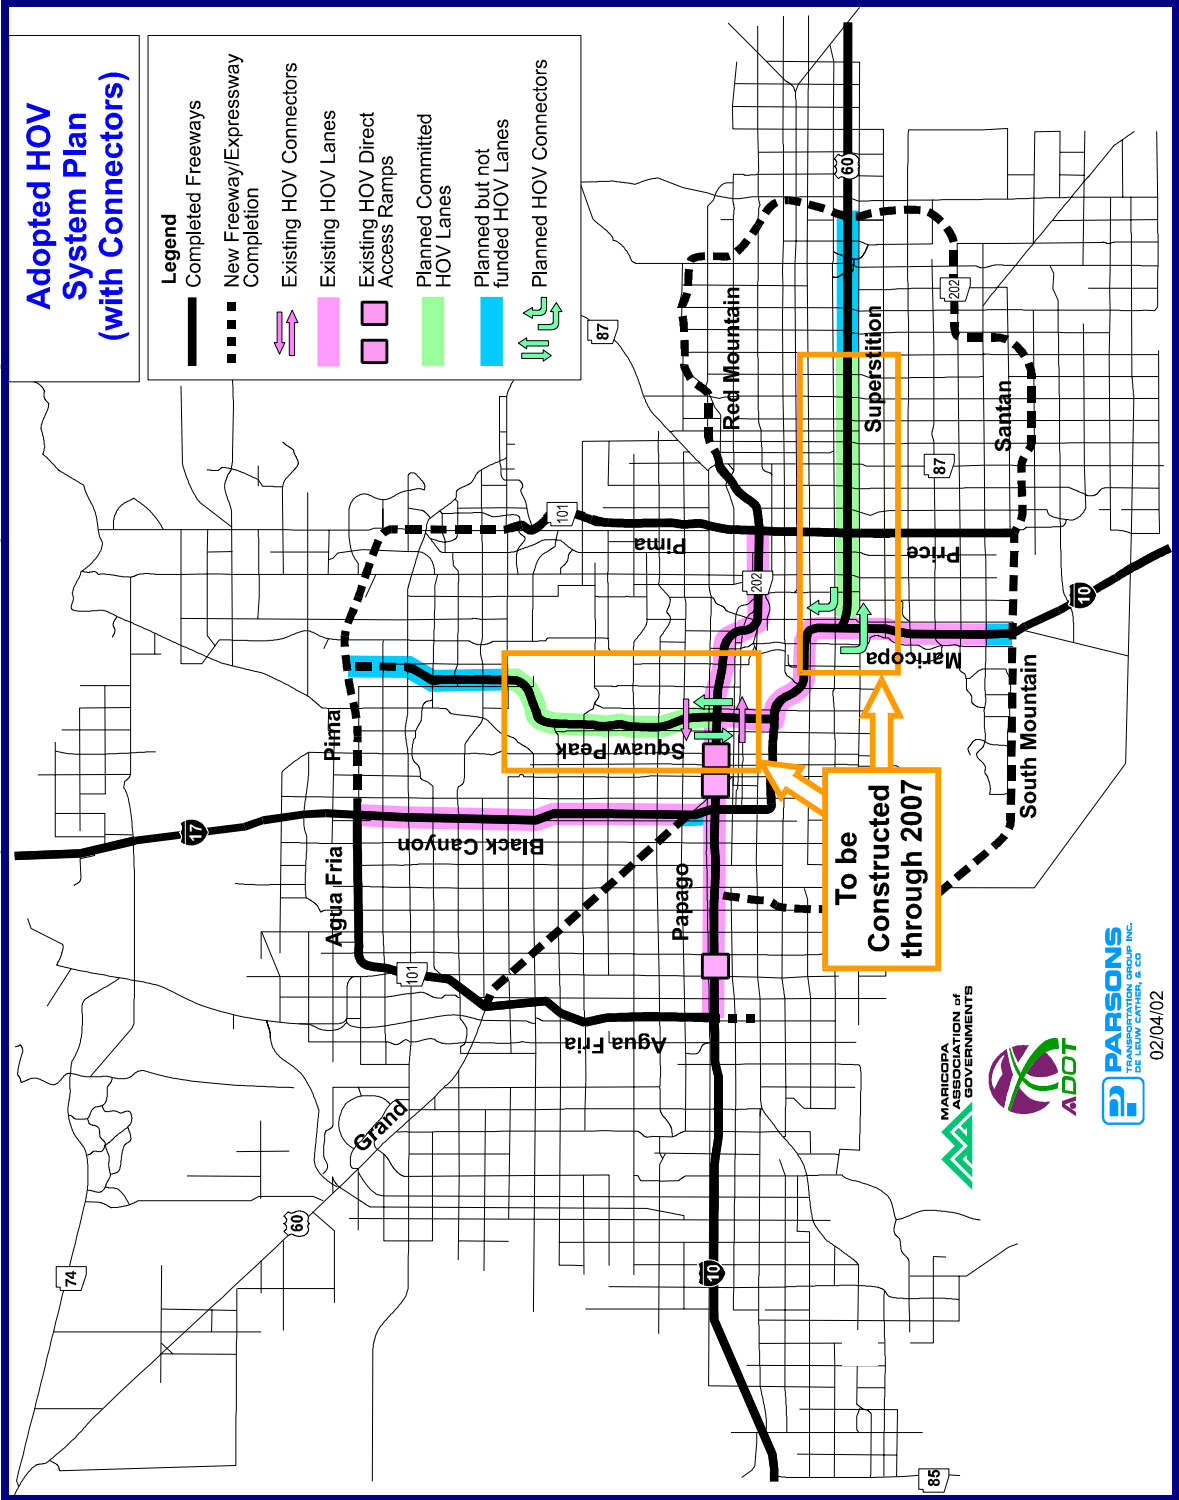 Adopted HOV
System Plan
(with Connectors)
Legend
Completed Freeways
New Freeway/Expressway
Completion
Existing HOV Connectors
Existing HOV Lanes
Existing HOV Direct
Access Ramps
Planned Committed
HOV Lanes
Planned but not
funded HOV Lanes
Planned HOV Connectors
60
87
202
Red Mountain
Superstition
Santan
87
101
Pima
202
Price
10
Maricopa
Pima
Squaw Peak
South Mountain
17
Black Canyon
Agua Fria
Papago
To be
Constructed
through 2007
101
Agua Fria
Grand
60
74
10
85
MARICOPA
ASSOCIATION of
GOVERNMENTS
ADOT
PARSONS
TRANSPORTATION GROUP INC.
DE LEUW CATHER, & CO
02/04/02